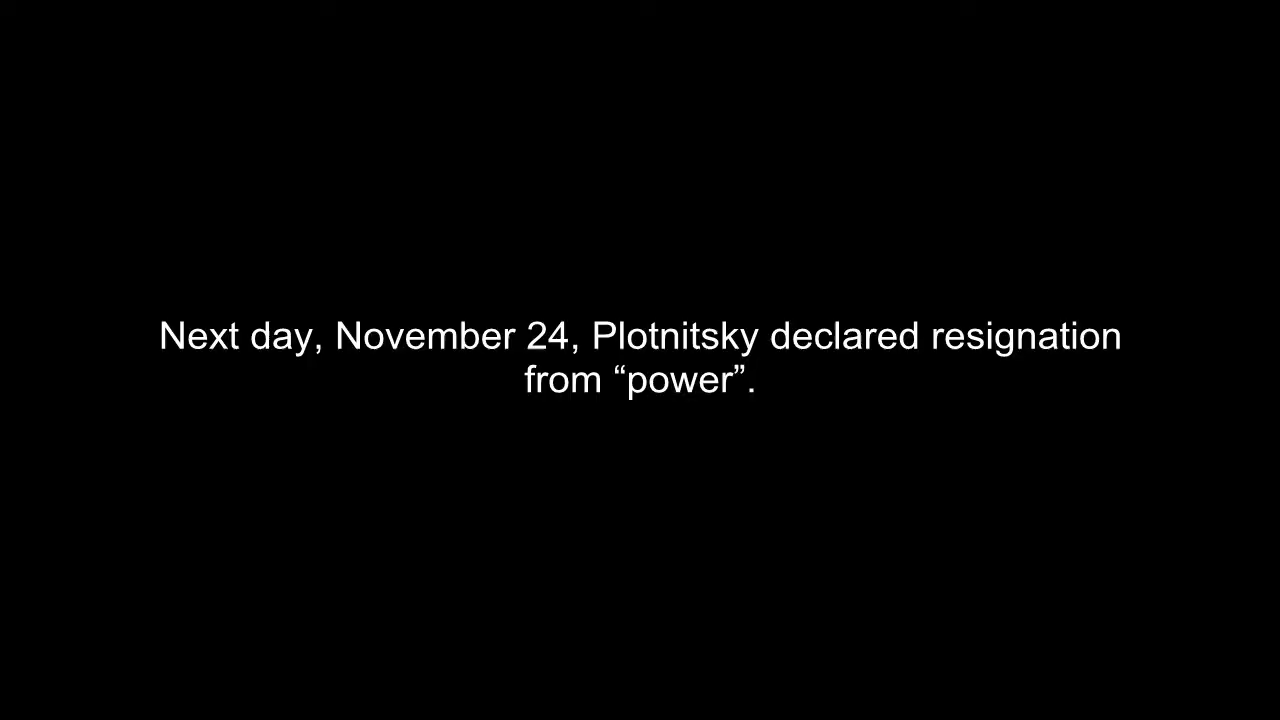 Next day, November 24, Plotnitsky declared resignation
from “power”.